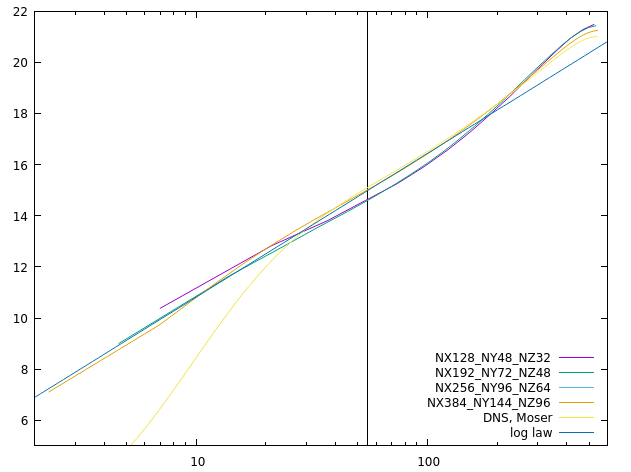 22
20
18
16
14
12
10
8
6
10
100
NX128_NY48_NZ32
NX192_NY72_NZ48
NX256_NY96_NZ64
NX384_NY144_NZ96
DNS, Moser
log law